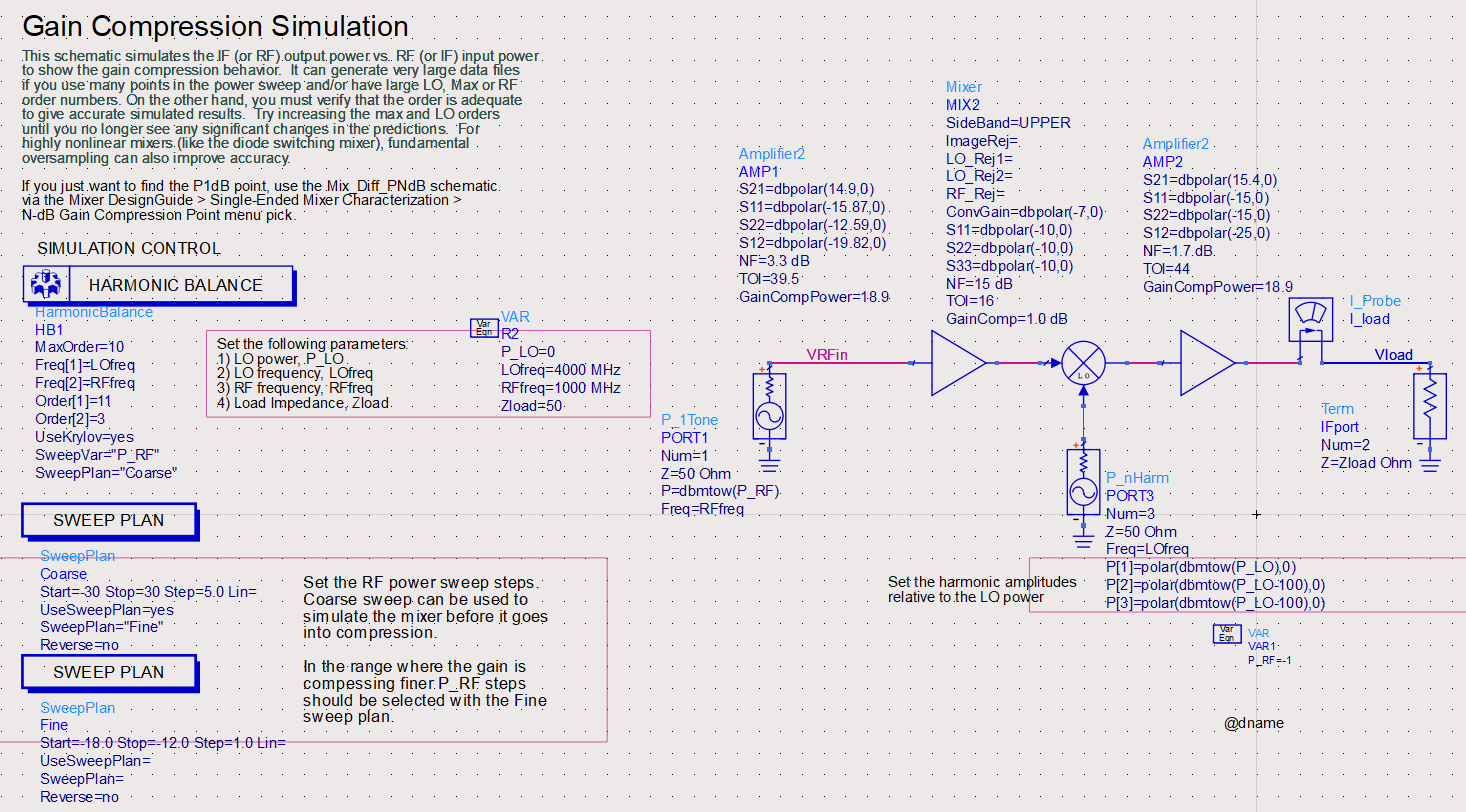 Gain Compression Simulation
This schematic simulates the IF (or RF) output power vs. RF (or IF) input power
to show the gain compression behavior. It can generate very large data files
if you use many points in the power sweep and/or have large LO, Max or RF
order numbers. On the other hand, you must verify that the order is adequate
to give accurate simulated results. Try increasing the max and LO orders
until you no longer see any significant changes in the predictions. For
highly nonlinear mixers (like the diode switching mixer), fundamental
oversampling can also improve accuracy.
If you just want to find the P1dB point, use the Mix_Diff_PNdB schematic.
via the Mixer DesignGuide > Single-Ended Mixer Characterization >
N-dB Gain Compression Point menu pick.
SIMULATION CONTROL
HARMONIC BALANCE
HarmonicBalance
HB1
MaxOrder=10
Freq[1]=LOfreq
Freq[2]=RFfreq
Order[1]=11
Order[2]=3
UseKrylov=yes
SweepVar="P_RF"
SweepPlan="Coarse"
Set the following parameters:
1) LO power, P_LO
2) LO frequency, LOfreq
3) RF frequency, RFfreq
4) Load Impedance, Zload
Var
Eqn
VAR
R2
P_LO=0
LOfreq=4000 MHz
RFfreq=1000 MHz
Zload=50
SWEEP PLAN
SweepPlan
Coarse
Start=-30 Stop=30 Step=5.0 Lin=
UseSweepPlan=yes
SweepPlan="Fine"
Reverse=no
SWEEP PLAN
SweepPlan
Fine
Start=-18.0 Stop=-12.0 Step=1.0 Lin=
UseSweepPlan=
SweepPlan=
Reverse=no
Set the RF power sweep steps.
Coarse sweep can be used to
simulate the mixer before it goes
into compression.
In the range where the gain is
compessing finer P_RF steps
should be selected with the Fine
sweep plan.
Amplifier2
AMP1
S21=dbpolar(14.9,0)
S11=dbpolar(-15.87,0)
S22=dbpolar(-12.59,0)
S12=dbpolar(-19.82,0)
NF=3.3 dB
TOI=39.5
GainCompPower=18.9
Mixer
MIX2
SideBand=UPPER
ImageRej=
LO_Rej1=
LO_Rej2=
RF_Rej=
ConvGain=dbpolar(-7,0)
S11=dbpolar(-10,0)
S22=dbpolar(-10,0)
S33=dbpolar(-10,0)
NF=15 dB
TOI=16
GainComp=1.0 dB
Amplifier2
AMP2
S21=dbpolar(15.4,0)
S11=dbpolar(-15,0)
S22=dbpolar(-15,0)
S12=dbpolar(-25,0)
NF=1.7 dB
TOI=44
GainCompPower=18.9
I_Probe
I_load
VRFin
Vload
LO
P_1Tone
PORT1
Num=1
Z=50 Ohm
P=dbmtow(P_RF)
Freq=RFfreq
Term
IFport
Num=2
Z=Zload Ohm
P_nHarm
PORT3
Num=3
Z=50 Ohm
Freq=LOfreq
P[1]=polar(dbmtow(P_LO),0)
P[2]=polar(dbmtow(P_LO-100),0)
P[3]=polar(dbmtow(P_LO-100),0)
Set the harmonic amplitudes
relative to the LO power
Var
Eqn
VAR
VAR1
P_RF=-1
@dname